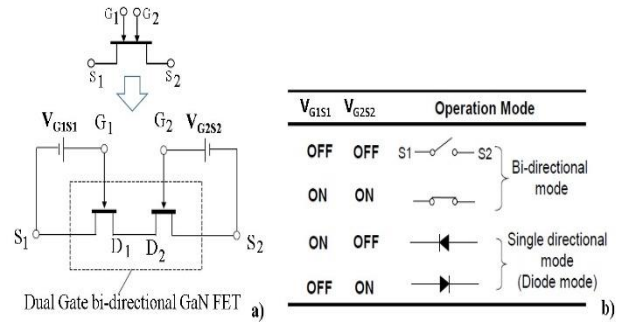 G1 G2
S1 S2
VG1S1 G1 G2 VG2S2
S1 D1 D2 S2
Dual Gate bi-directional GaN FET a)
VG1S1 VG2S2 Operation Mode
OFF OFF S1 S2
Bi-directional
mode
ON ON
ON OFF
Single directional
mode
(Diode mode)
OFF ON
b)